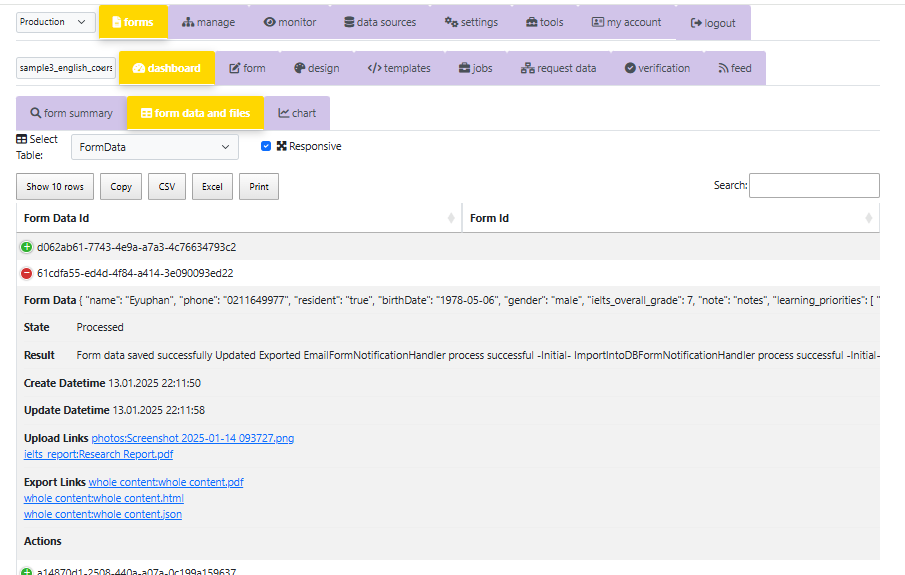 Production forms manage monitor data sources settings tools my account logout
sample3_english_cours dashboard form design templates jobs request data verification feed
form summary form data and files chart
Select Table: FormData Responsive
Show 10 rows Copy CSV Excel Print Search:
Form Data Id Form Id
d062ab61-7743-4e9a-a7a3-4c76634793c2
61cdfa55-ed4d-4f84-a414-3e090093ed22
Form Data { "name": "Eyuphan", "phone": "0211649977", "resident": "true", "birthDate": "1978-05-06", "gender": "male", "ielts_overall_grade": 7, "note": "notes", "learning_priorities": [ "
State Processed
Result Form data saved successfully Updated Exported EmailFormNotificationHandler process successful -Initial- ImportIntoDBFormNotificationHandler process successful -Initial-
Create Datetime 13.01.2025 22:11:50
Update Datetime 13.01.2025 22:11:58
Upload Links photos:Screenshot 2025-01-14 093727.png
ielts_report:Research Report.pdf
Export Links whole content:whole content.pdf
whole content:whole content.html
whole content:whole content.json
Actions
a14870d1-2508-440a-a07a-0c199a159637